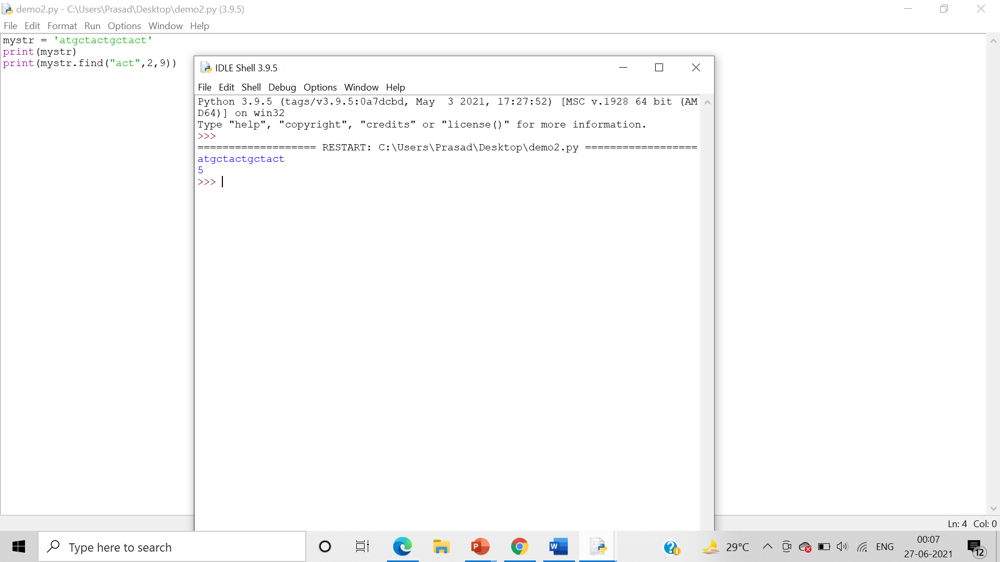 demo2.py - C:\Users\Prasad\Desktop\demo2.py (3.9.5)
File Edit Format Run Options Window Help
mystr = 'atgctactgctact'
print(mystr)
print(mystr.find("act",2,9))
IDLE Shell 3.9.5
File Edit Shell Debug Options Window Help
Python 3.9.5 (tags/v3.9.5:0a7dcbd, May  3 2021, 17:27:52) [MSC v.1928 64 bit (AM
D64)] on win32
Type "help", "copyright", "credits" or "license()" for more information.
>>>
=================== RESTART: C:\Users\Prasad\Desktop\demo2.py ==================
atgctactgctact
5
>>>
Ln: 4 Col: 0
Type here to search
P
W
29°C
ENG
00:07
27-06-2021
12